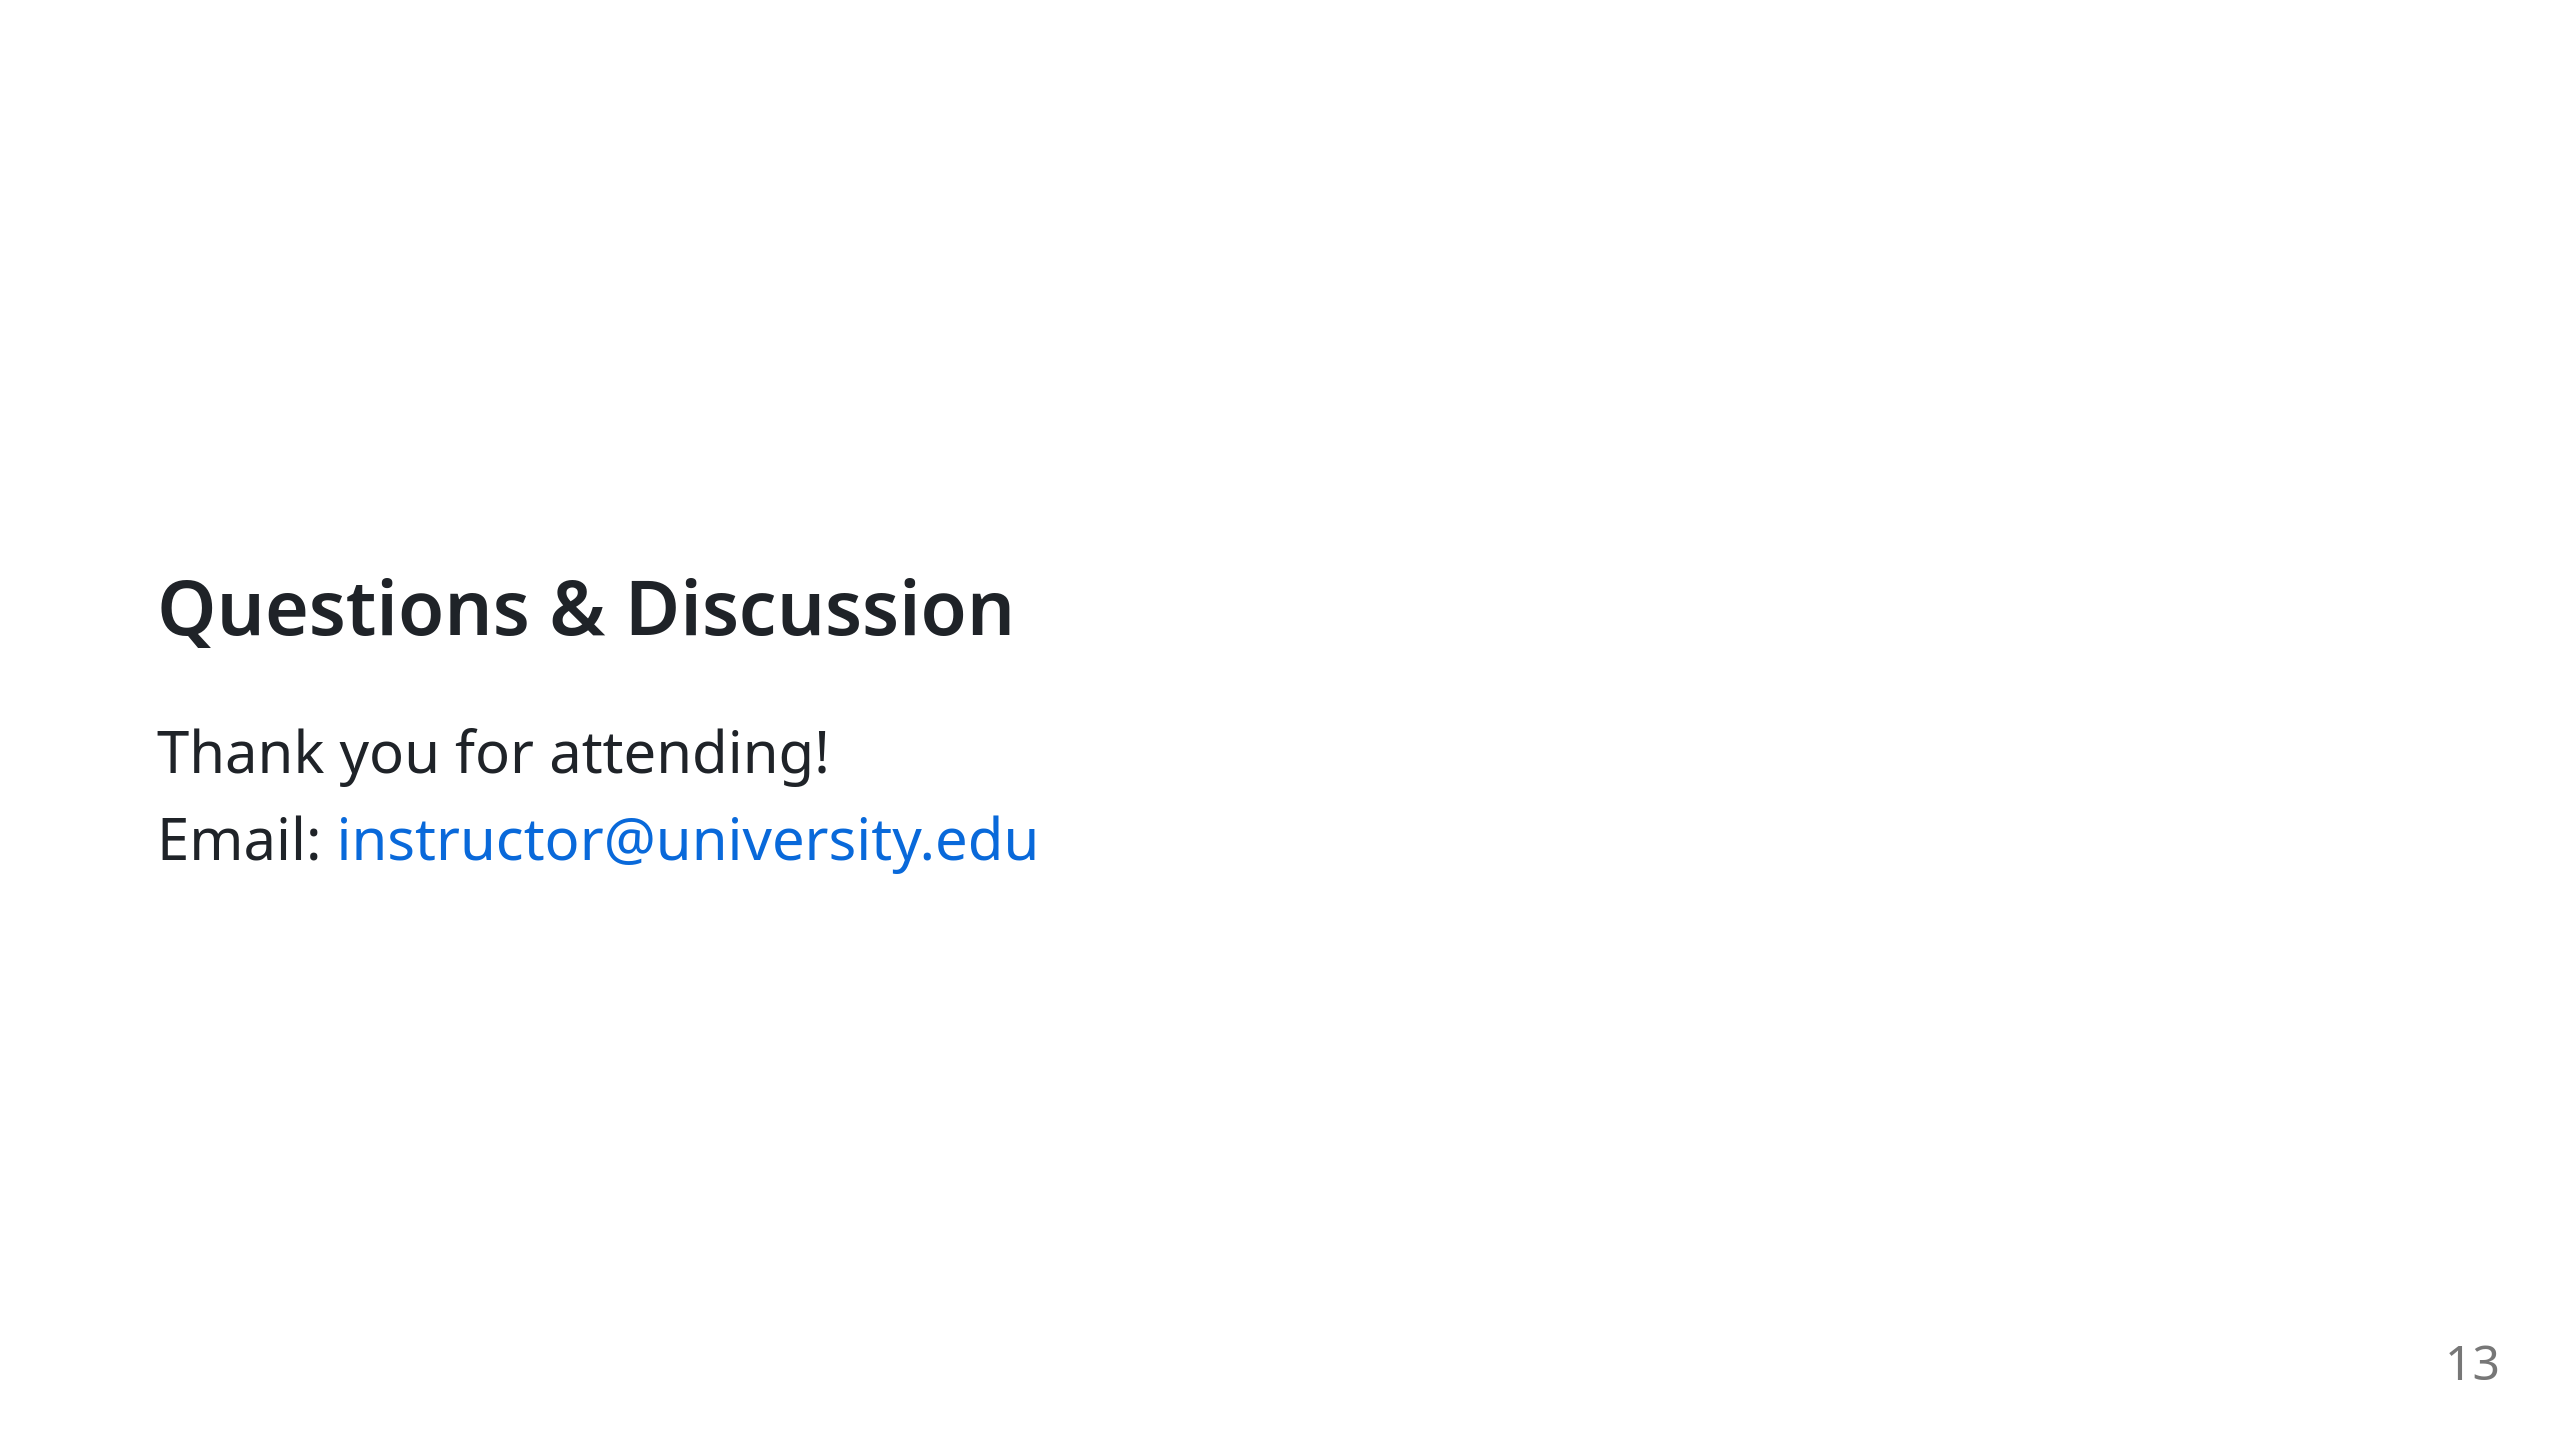 Questions & Discussion
Thank you for attending!
Email: instructor@university.edu
13